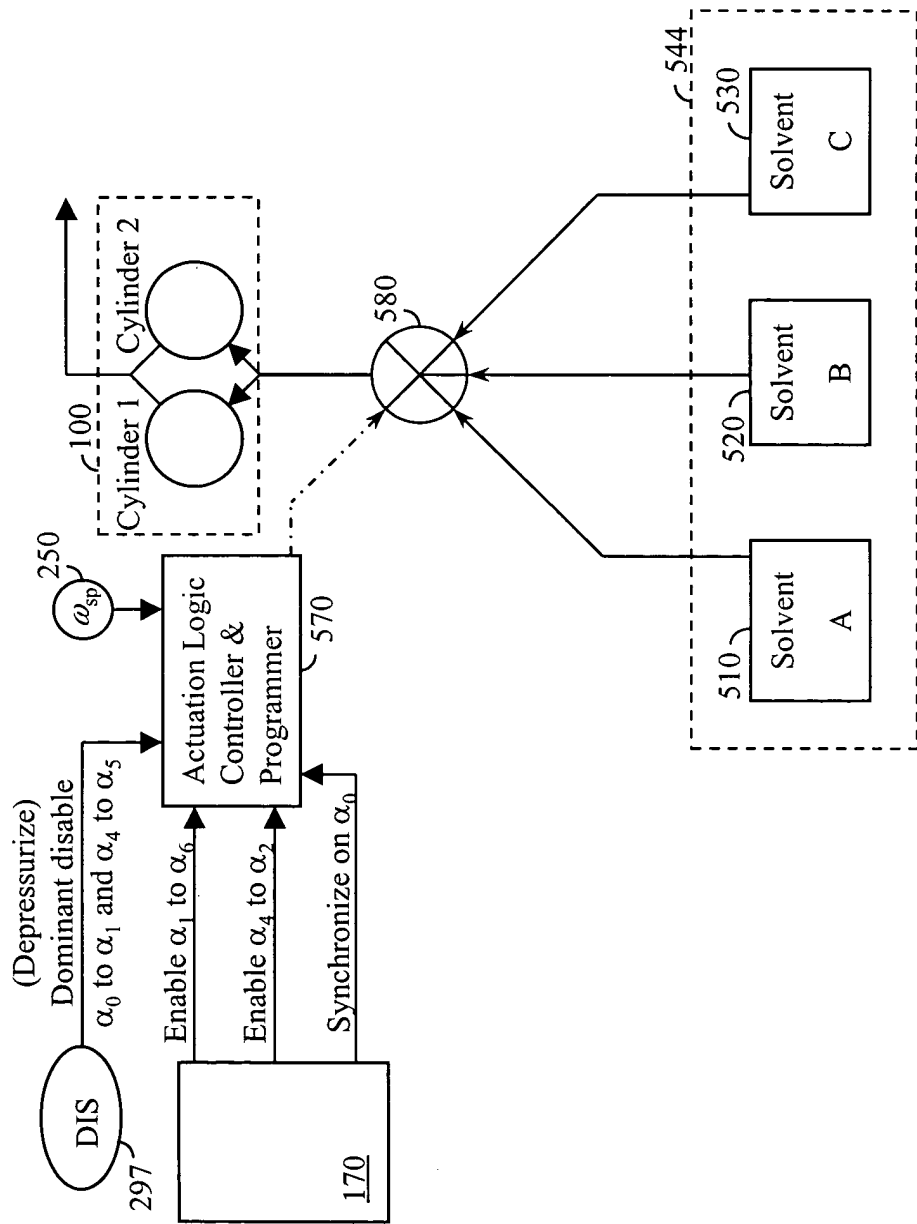 (Depressurize)
Dominant disable
α₀ to α₁ and α₄ to α₅
DIS
297
Enable α₁ to α₆
Enable α₄ to α₂
Synchronize on α₀
170
250
ωsp
Actuation Logic
Controller &
Programmer
570
100
Cylinder 1
Cylinder 2
580
544
510
Solvent
A
520
Solvent
B
530
Solvent
C